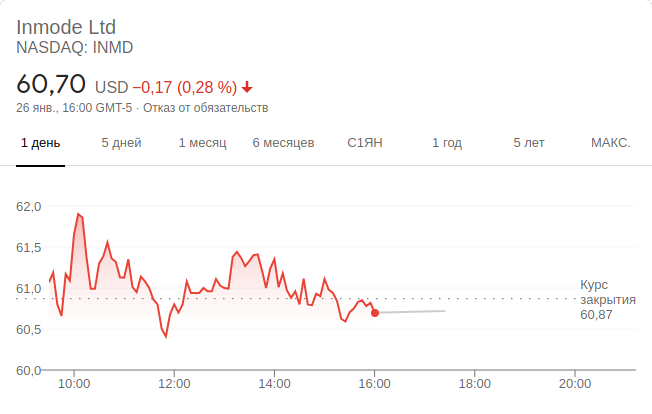 Inmode Ltd
NASDAQ: INMD
60,70 USD −0,17 (0,28 %)
26 янв., 16:00 GMT-5 · Отказ от обязательств
1 день 5 дней 1 месяц 6 месяцев С1ЯН 1 год 5 лет МАКС.
62,0
61,5
61,0
60,5
60,0
Курс
закрытия
60,87
10:00 12:00 14:00 16:00 18:00 20:00